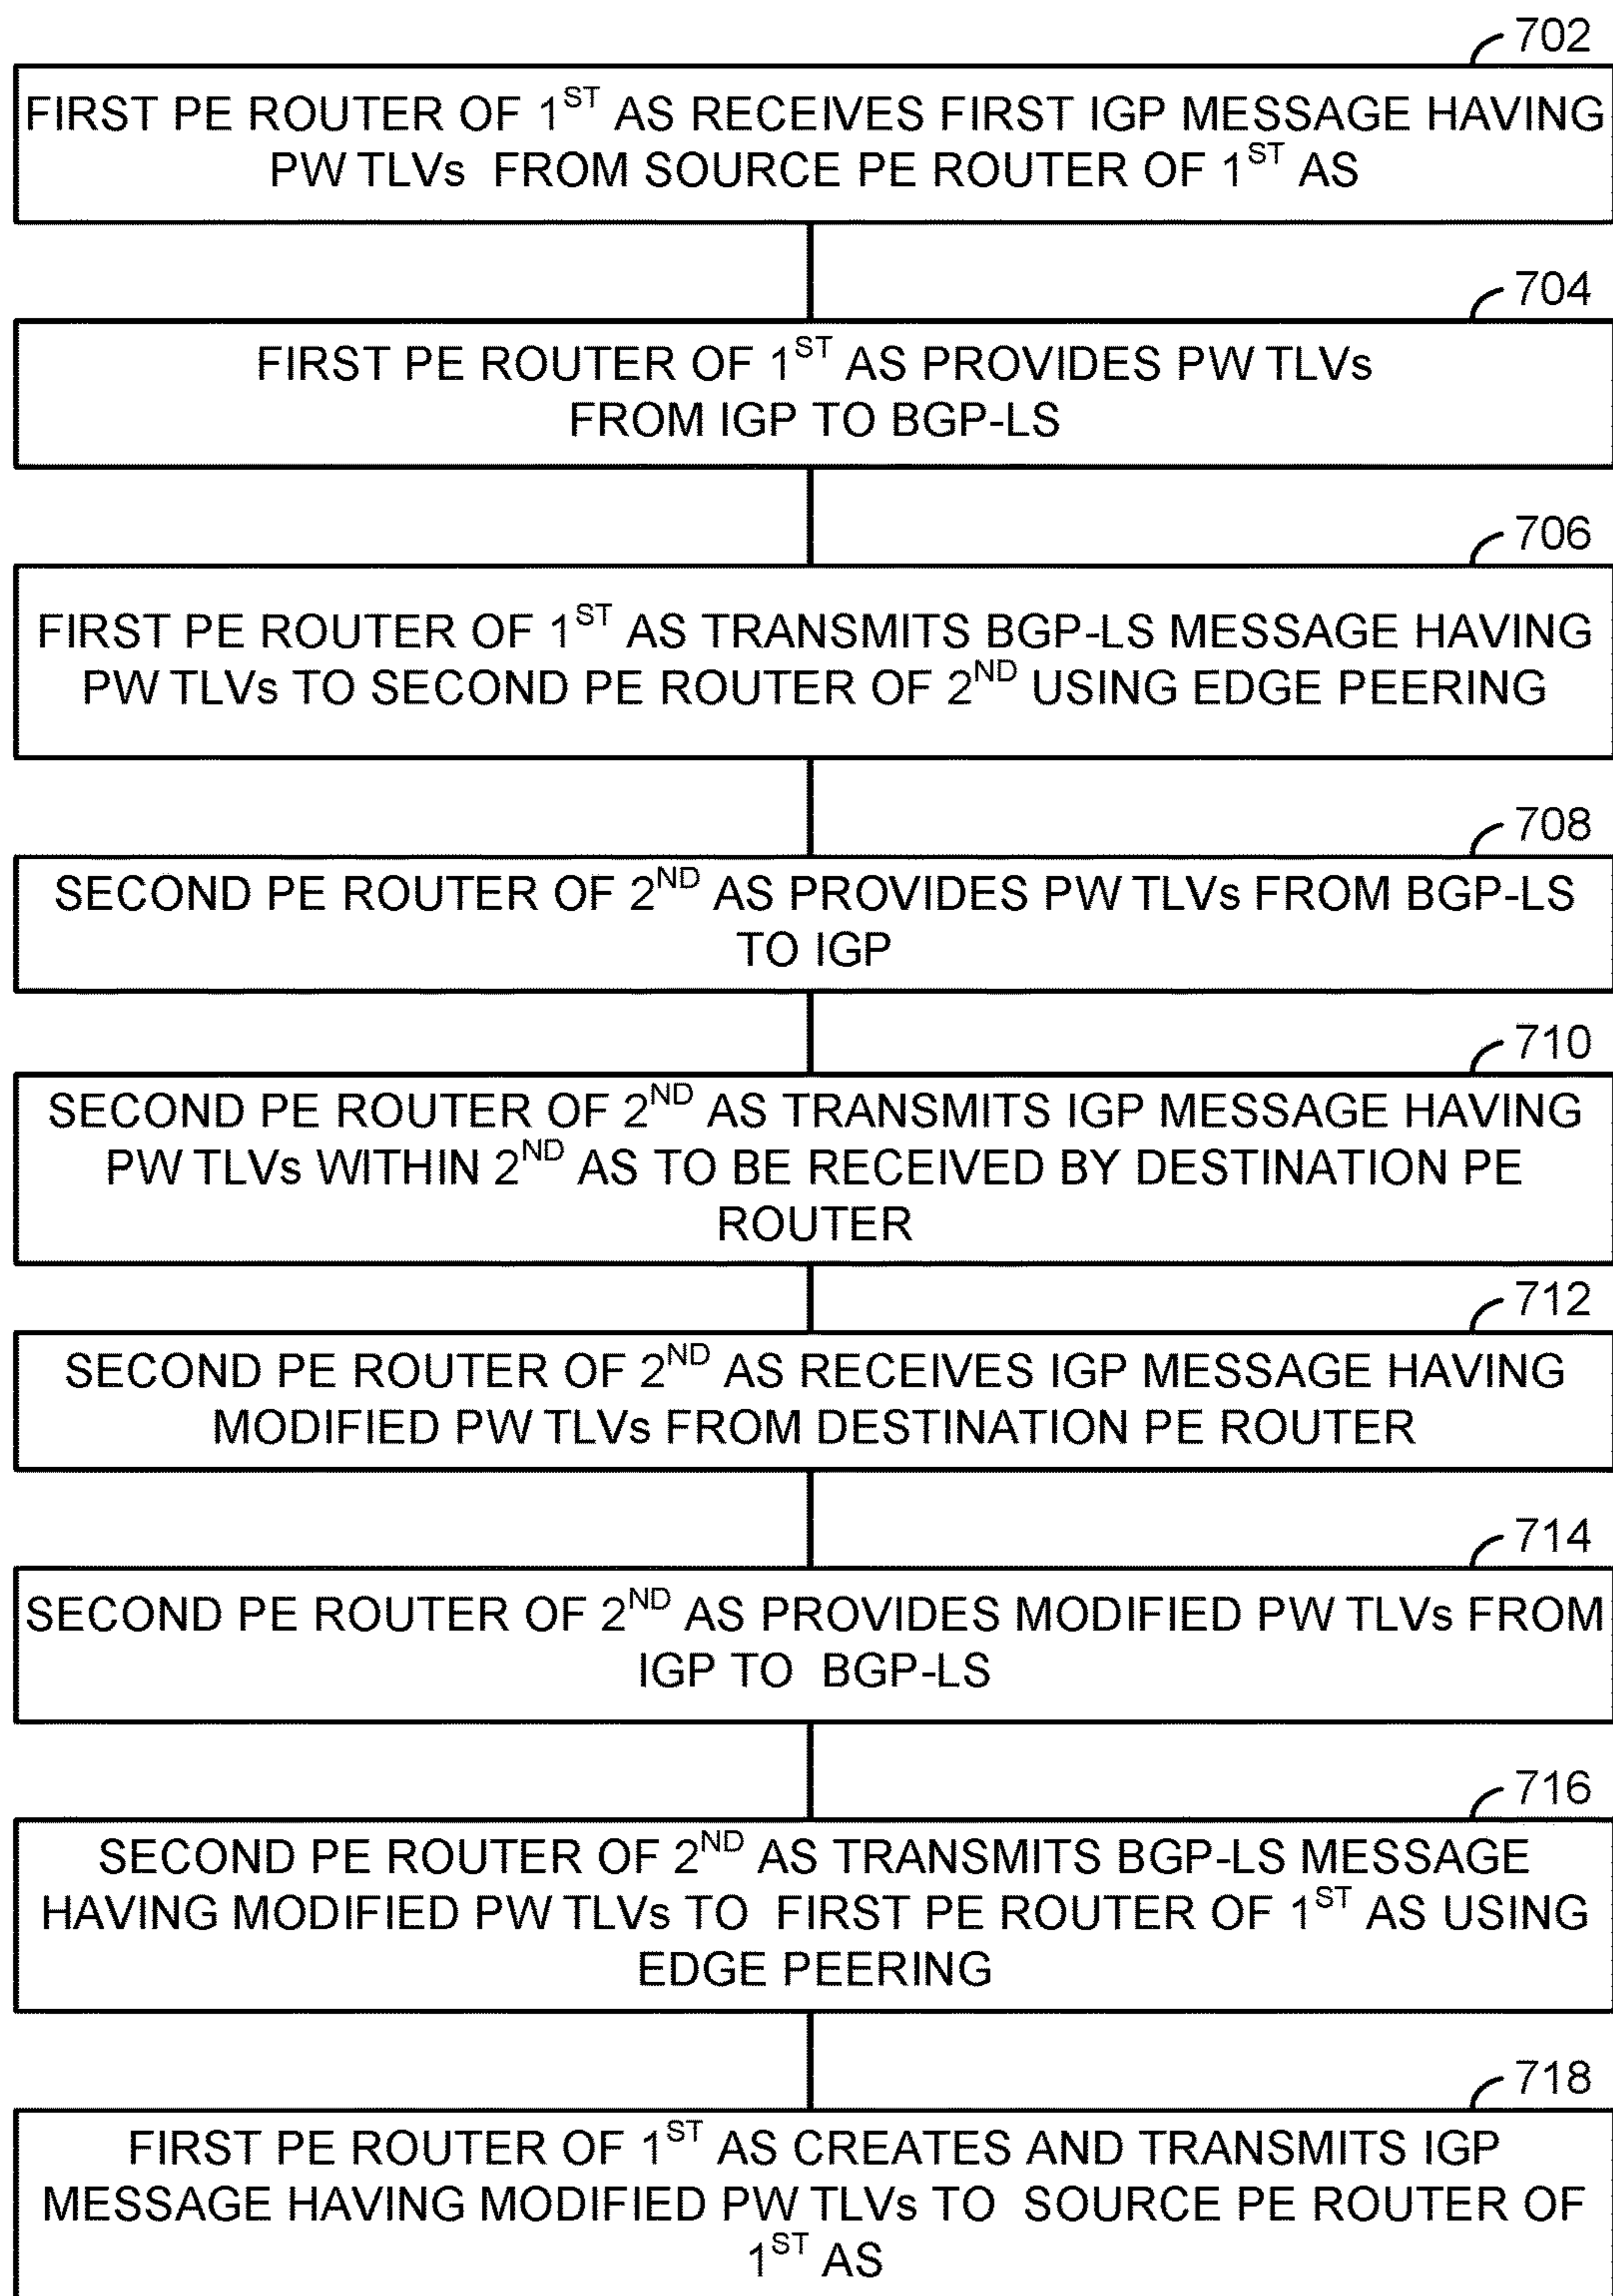 702
FIRST PE ROUTER OF 1ST AS RECEIVES FIRST IGP MESSAGE HAVING
PW TLVs FROM SOURCE PE ROUTER OF 1ST AS
704
FIRST PE ROUTER OF 1ST AS PROVIDES PW TLVs
FROM IGP TO BGP-LS
706
FIRST PE ROUTER OF 1ST AS TRANSMITS BGP-LS MESSAGE HAVING
PW TLVs TO SECOND PE ROUTER OF 2ND USING EDGE PEERING
708
SECOND PE ROUTER OF 2ND AS PROVIDES PW TLVs FROM BGP-LS
TO IGP
710
SECOND PE ROUTER OF 2ND AS TRANSMITS IGP MESSAGE HAVING
PW TLVs WITHIN 2ND AS TO BE RECEIVED BY DESTINATION PE
ROUTER
712
SECOND PE ROUTER OF 2ND AS RECEIVES IGP MESSAGE HAVING
MODIFIED PW TLVs FROM DESTINATION PE ROUTER
714
SECOND PE ROUTER OF 2ND AS PROVIDES MODIFIED PW TLVs FROM
IGP TO BGP-LS
716
SECOND PE ROUTER OF 2ND AS TRANSMITS BGP-LS MESSAGE
HAVING MODIFIED PW TLVs TO FIRST PE ROUTER OF 1ST AS USING
EDGE PEERING
718
FIRST PE ROUTER OF 1ST AS CREATES AND TRANSMITS IGP
MESSAGE HAVING MODIFIED PW TLVs TO SOURCE PE ROUTER OF
1ST AS